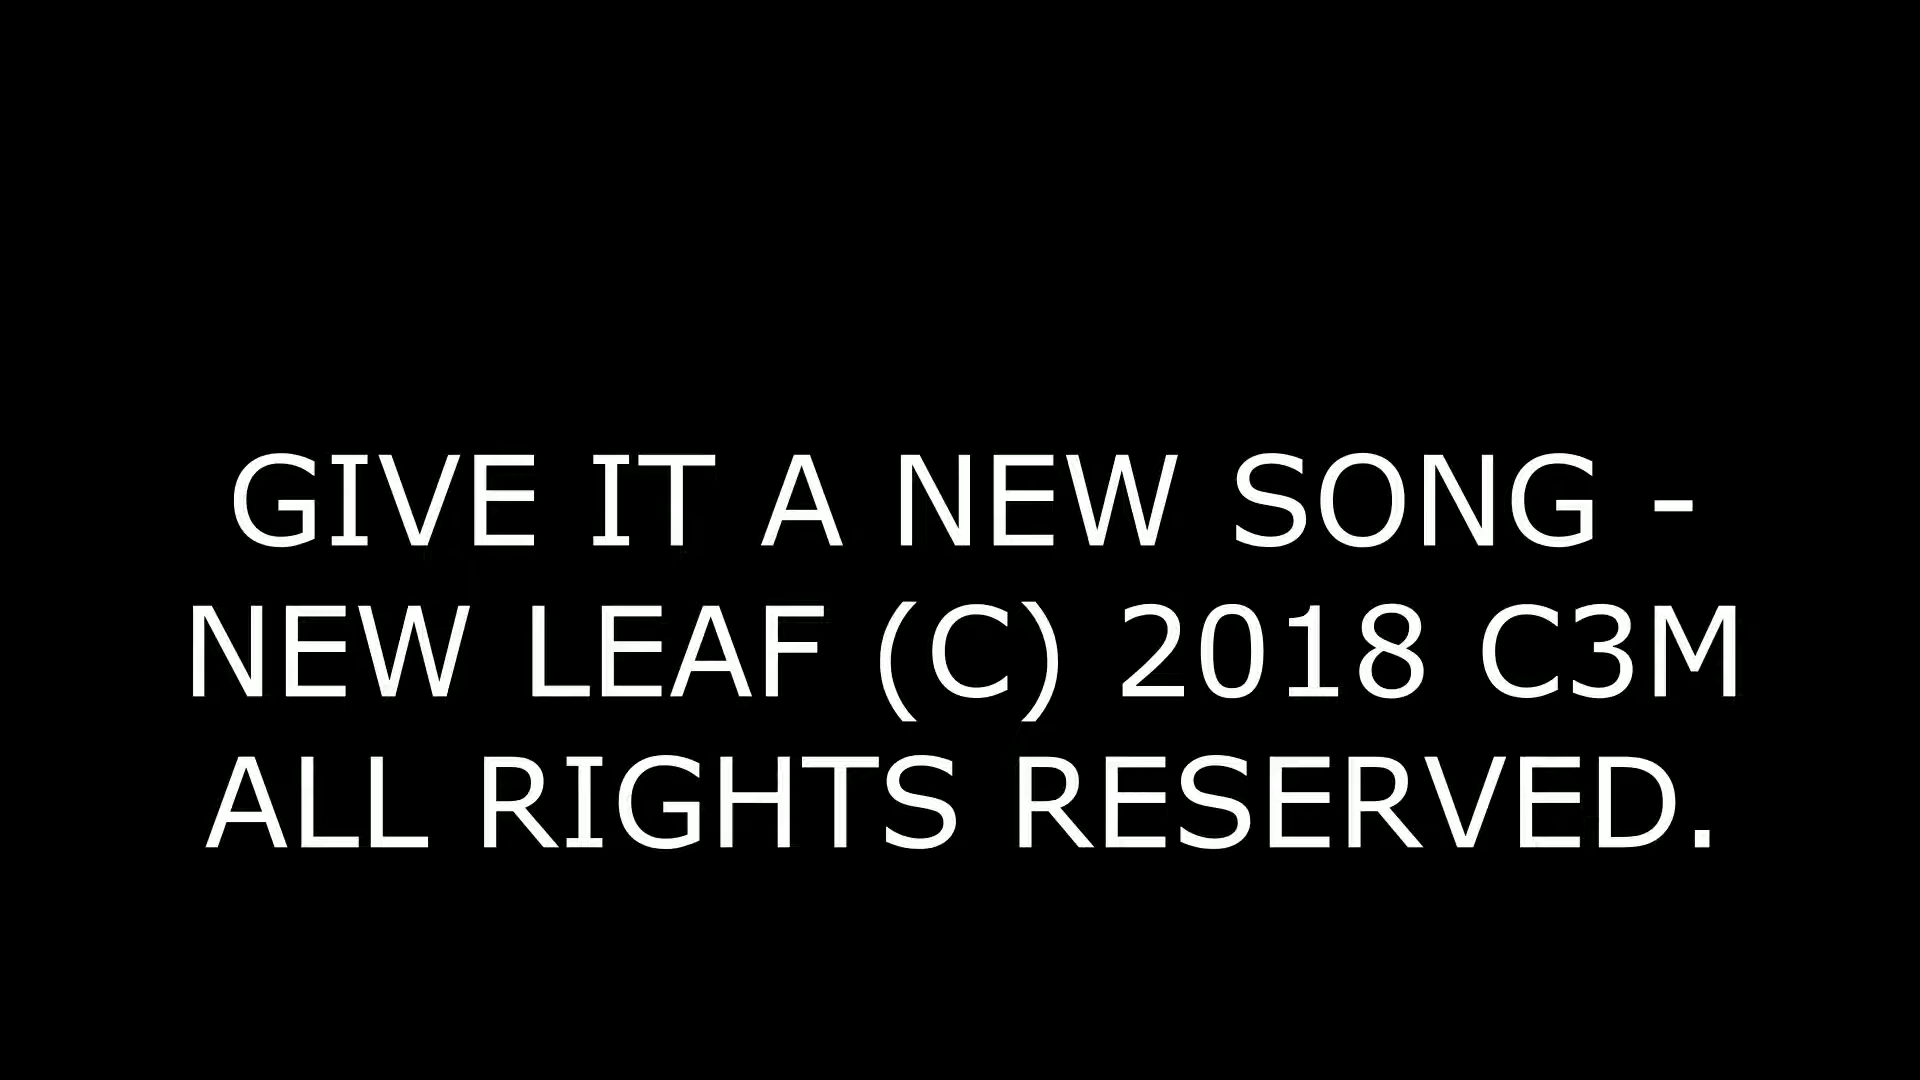 GIVE IT A NEW SONG -
NEW LEAF (C) 2018 C3M
ALL RIGHTS RESERVED.